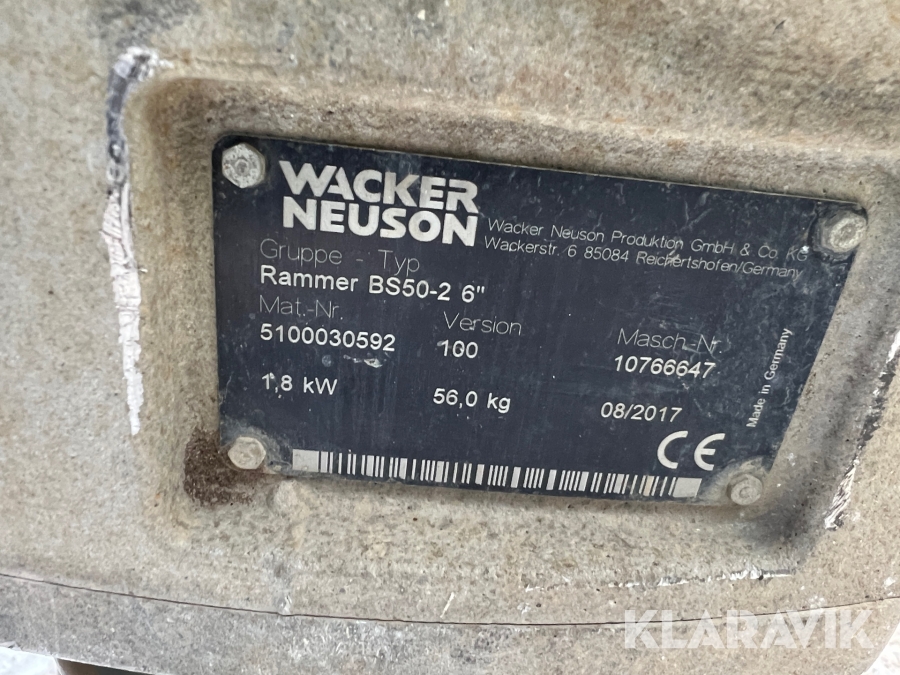 WACKER
NEUSON
Wacker Neuson Produktion GmbH & Co. KG
Wackerstr. 6 85084 Reichertshofen/Germany
Gruppe - Typ
Rammer BS50-2 6"
Mat.-Nr. Version Masch-Nr.
5100030592 100 10766647
1,8 kW 56,0 kg 08/2017
Made in Germany
CE
KLARAVIK